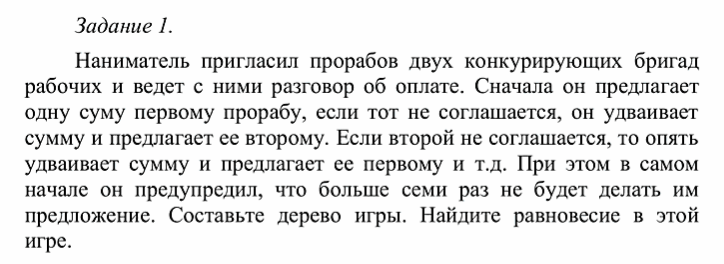 Задание 1.
Наниматель пригласил прорабов двух конкурирующих бригад
рабочих и ведет с ними разговор об оплате. Сначала он предлагает
одну суму первому прорабу, если тот не соглашается, он удваивает
сумму и предлагает ее второму. Если второй не соглашается, то опять
удваивает сумму и предлагает ее первому и т.д. При этом в самом
начале он предупредил, что больше семи раз не будет делать им
предложение. Составьте дерево игры. Найдите равновесие в этой
игре.